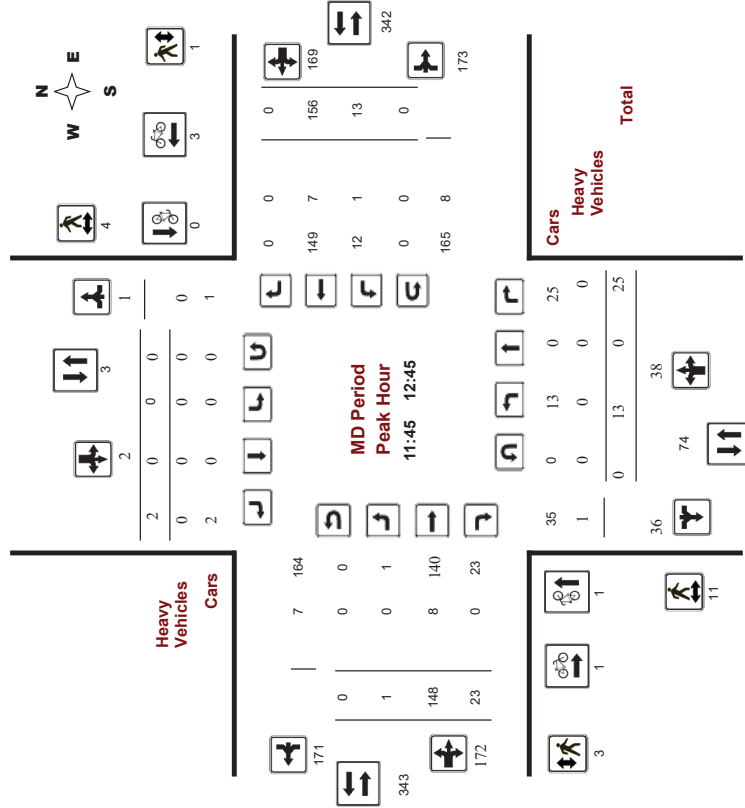 N
W E
S
4
0 3 1
342
169
173
0 156 13 0
0 7 1 0 8
0 149 12 0 165
1
3
2
2 0 0 0
0 0 0 0 0
2 0 0 0 1
Heavy
Vehicles
Cars
MD Period
Peak Hour
11:45 12:45
164 0 1 140 23
7 0 0 8 0
0 1 148 23
171
343
172
Cars
Heavy
Vehicles
Total
35 0 13 0 25
1 0 0 0 0
0 13 0 25
36
74
38
3
1
1
11